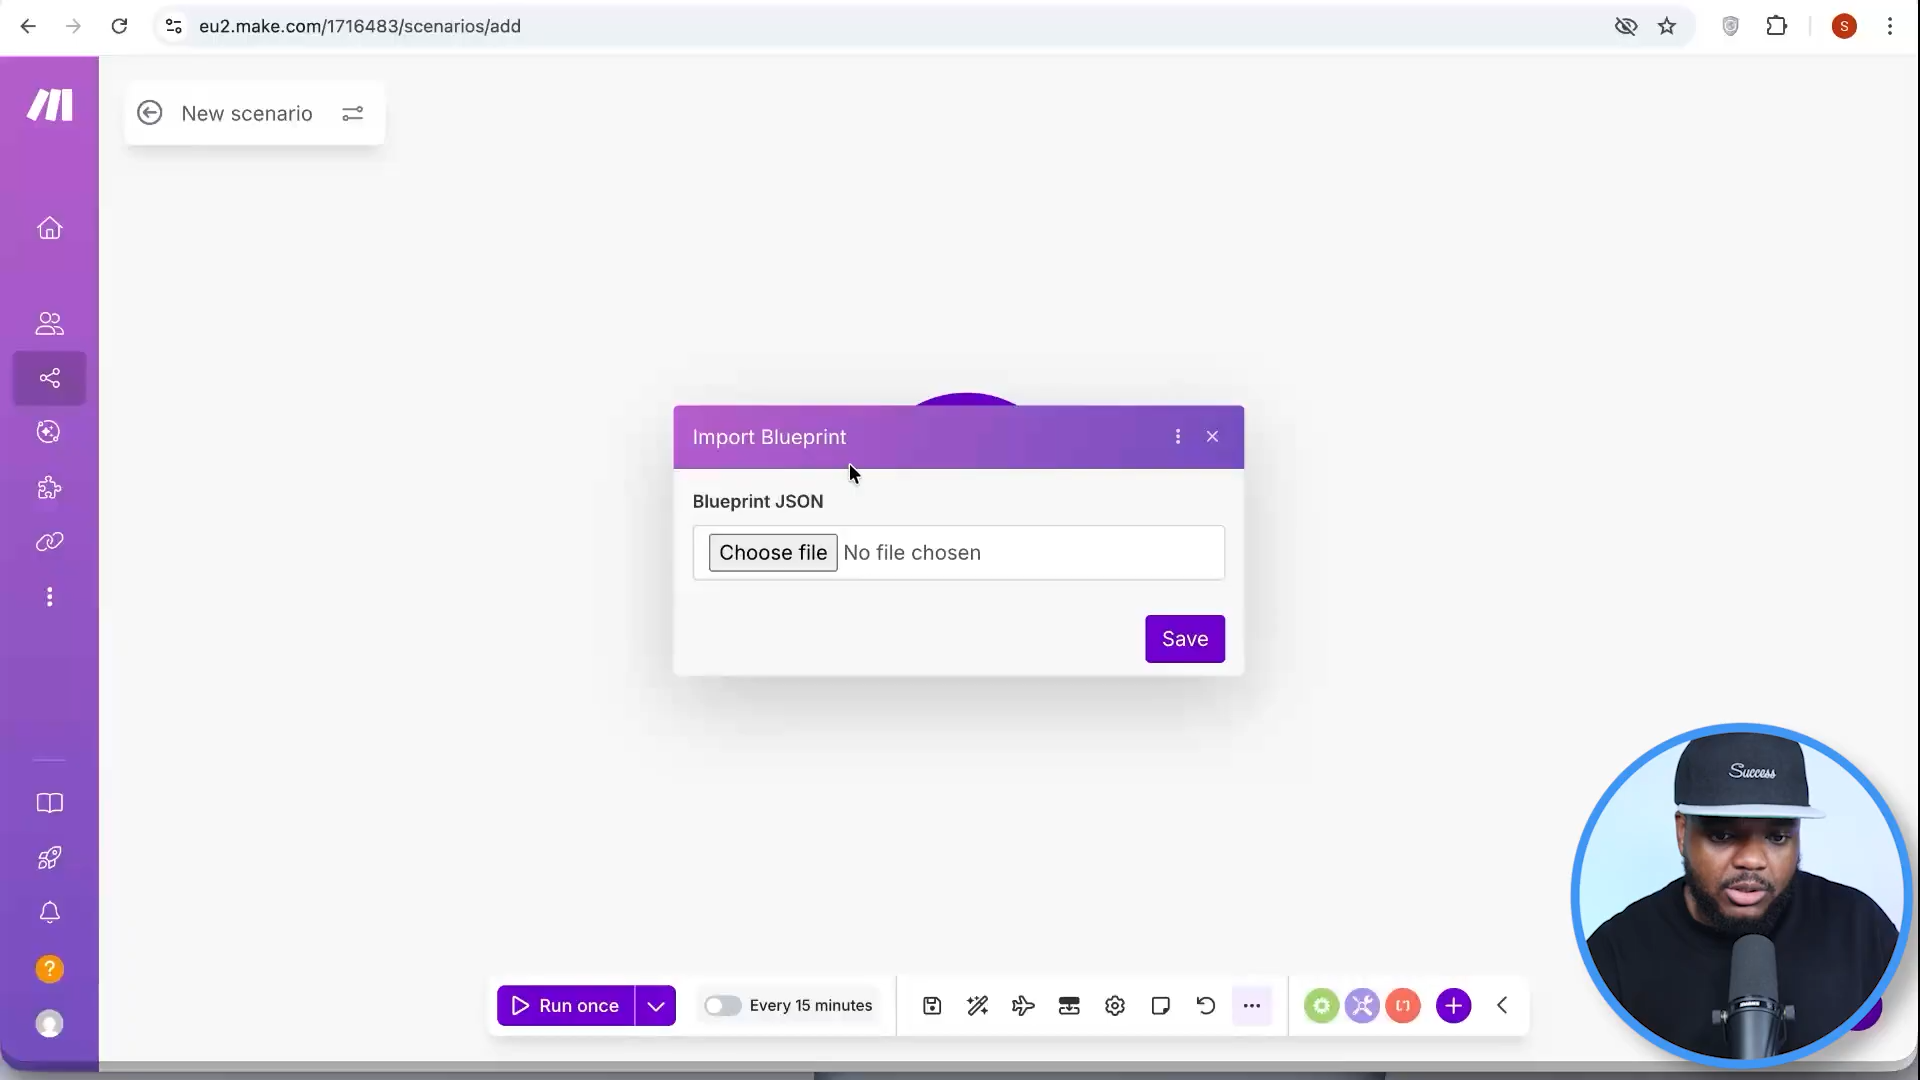 eu2.make.com/1716483/scenarios/add
S
New scenario
Import Blueprint
Blueprint JSON
Choose file No file chosen
Save
Success
?
Run once
Every 15 minutes